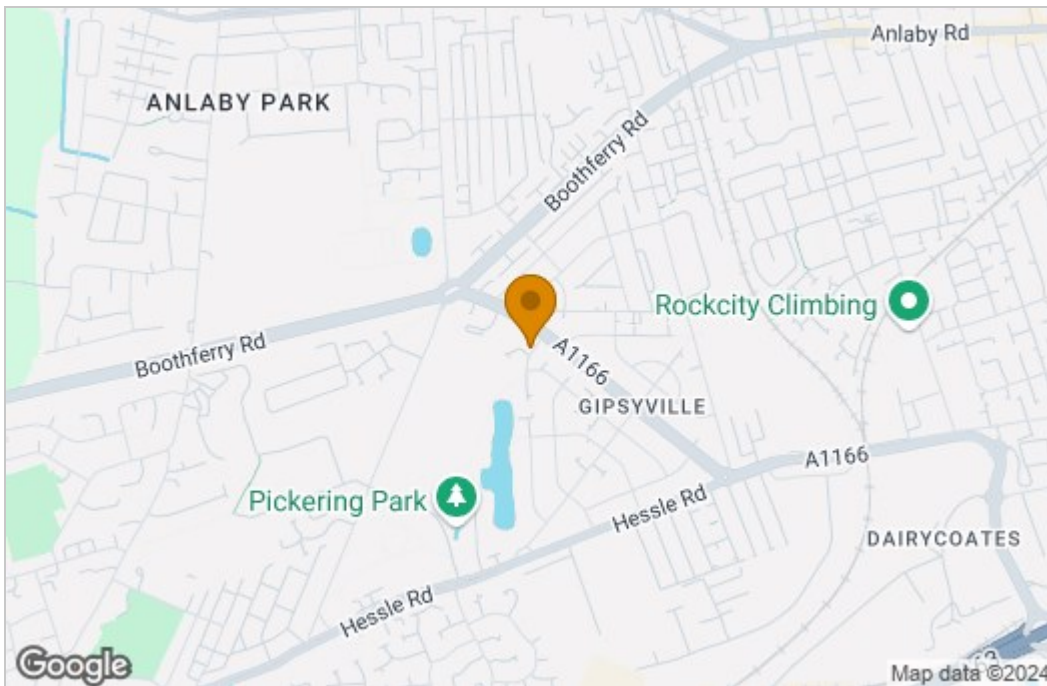 Anlaby Rd
ANLABY PARK
Boothferry Rd
Rockcity Climbing
Boothferry Rd
A1166
GIPSYVILLE
A1166
Pickering Park
Hessle Rd
DAIRYCOATES
Hessle Rd
63
Google
Map data ©2024